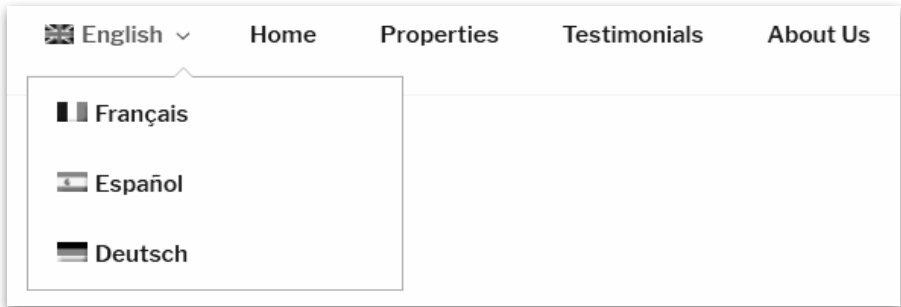 English Home Properties Testimonials About Us
Français
Español
Deutsch